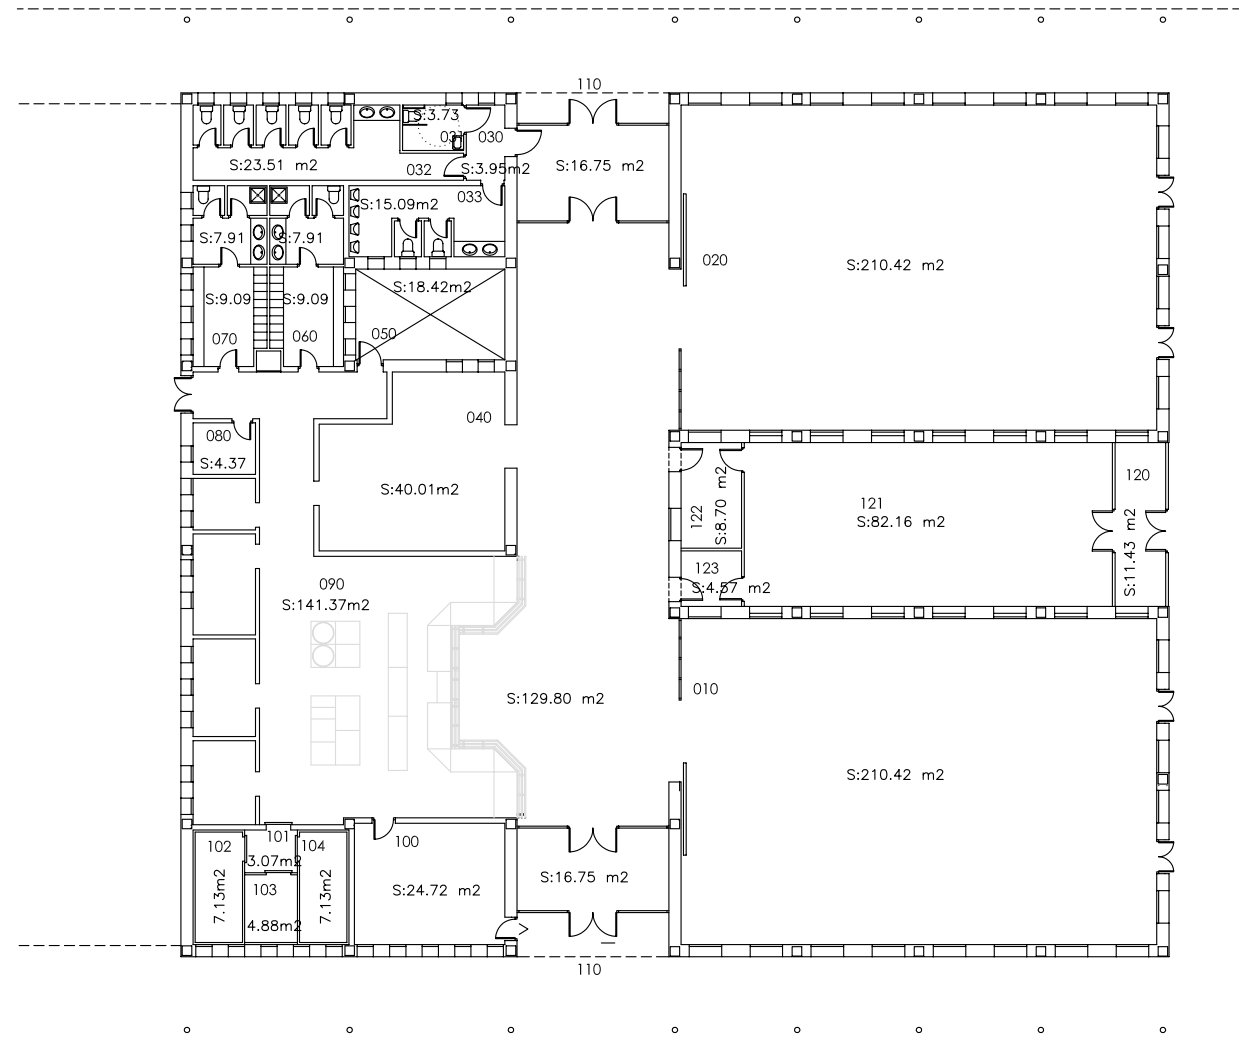 110
S:3.73
031
030
S:23.51 m2
032
S:3.95m2
S:16.75 m2
033
S:15.09m2
S:7.91
S:7.91
020
S:210.42 m2
S:18.42m2
S:9.09
S:9.09
070
060
050
040
080
S:4.37
S:40.01m2
120
121
S:82.16 m2
122
S:8.70 m2
S:11.43 m2
123
S:4.57 m2
090
S:141.37m2
010
S:129.80 m2
S:210.42 m2
102
101
104
100
3.07m2
S:16.75 m2
7.13m2
103
7.13m2
S:24.72 m2
4.88m2
110